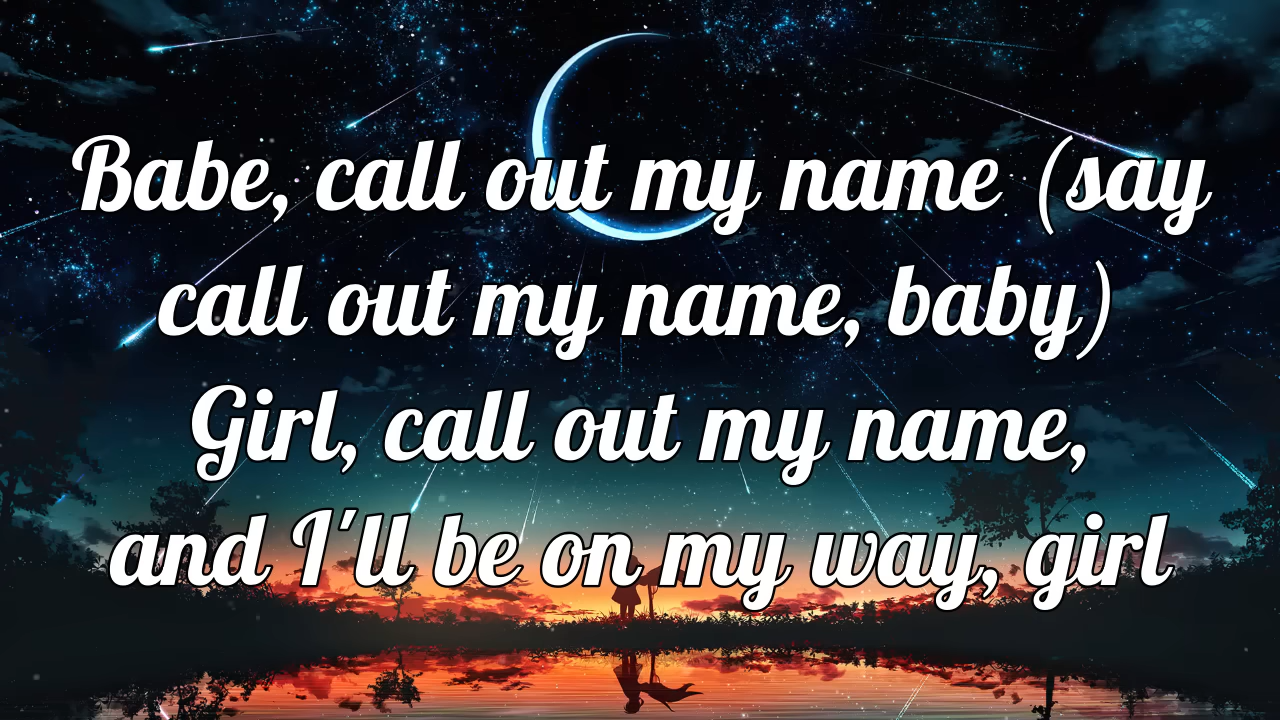 Babe, call out my name (say
call out my name, baby)
Girl, call out my name,
and I'll be on my way, girl